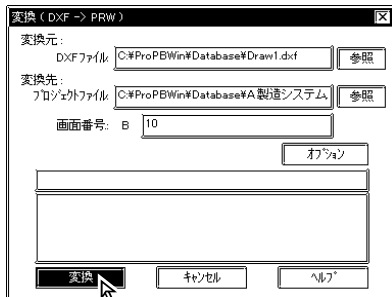 変換（DXF -> PRW）
変換元：
DXFファイル C:¥ProPBWin¥Database¥Draw1.dxf 参照
変換先：
プロジェクトファイル C:¥ProPBWin¥Database¥A製造システム 参照
画面番号： B 10
オプション
変換 キャンセル ヘルプ